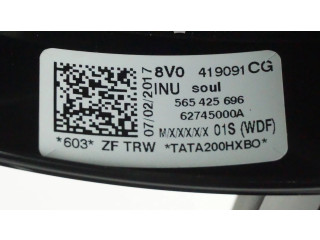 07/02/2017
8V0 419091 CG
INU soul
565 425 696
62745000A
MXXXXX 01S (WDF)
*603* ZF TRW *TATA200HXBO*